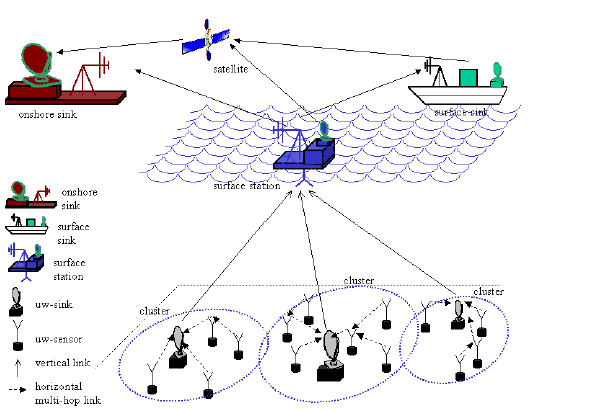 satellite
onshore sink
surface sink
surface station
onshore
sink
surface
sink
surface
station
uw-sink
uw-sensor
vertical link
horizontal
multi-hop link
cluster
cluster
cluster